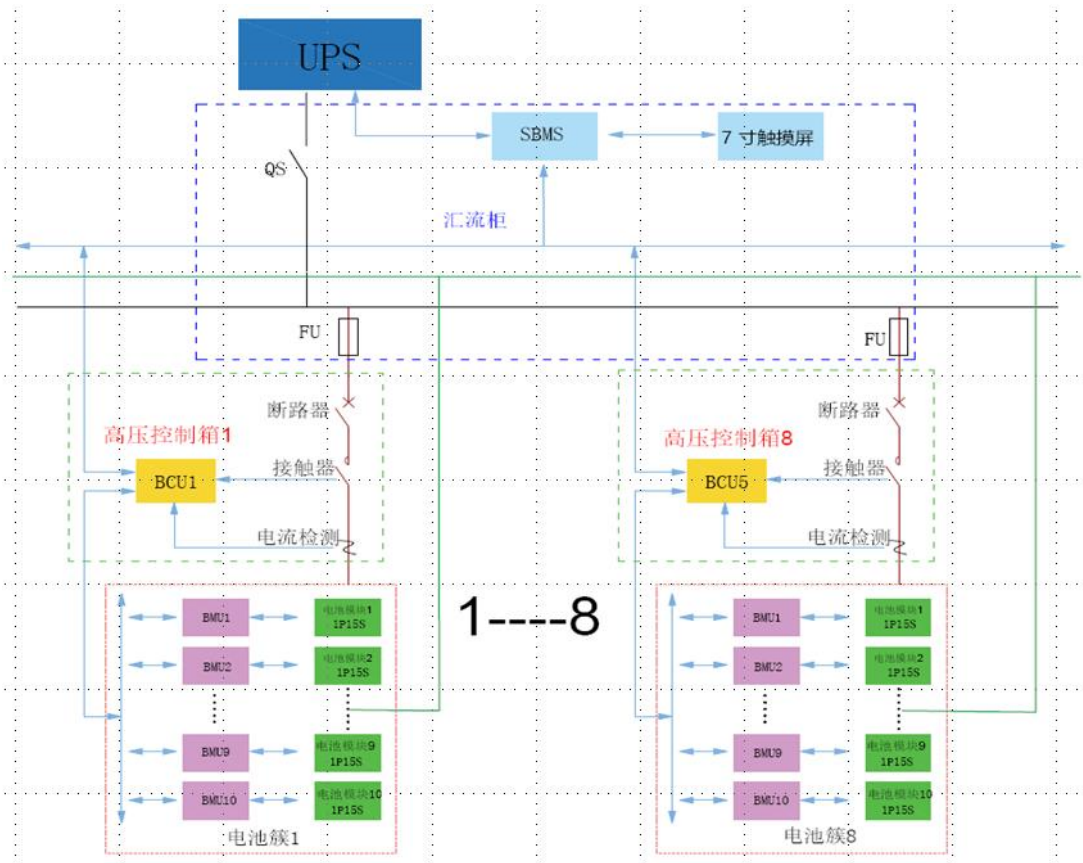 UPS
SBMS
7 寸触摸屏
QS
汇流柜
FU
FU
断路器
高压控制箱1
接触器
BCU1
电流检测
断路器
高压控制箱8
接触器
BCU5
电流检测
1----8
BMU1
电池模块1
1P15S
BMU2
电池模块2
1P15S
BMU9
电池模块9
1P15S
BMU10
电池模块10
1P15S
电池簇1
BMU1
电池模块1
1P15S
BMU2
电池模块2
1P15S
BMU9
电池模块9
1P15S
BMU10
电池模块10
1P15S
电池簇8